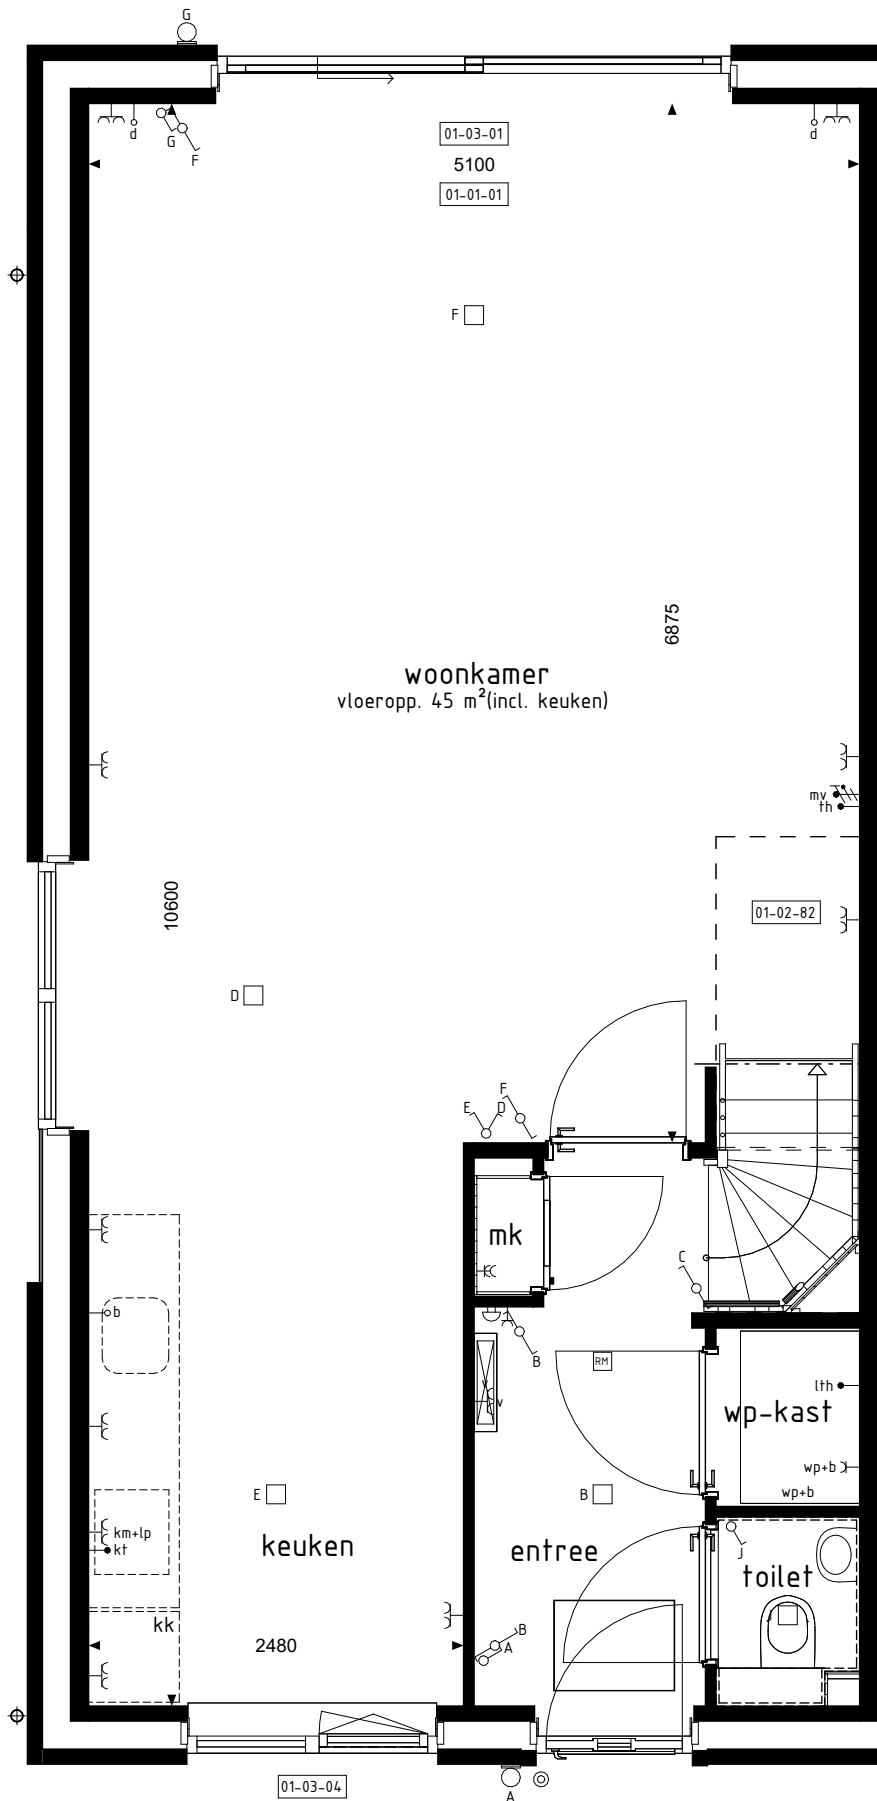 G
d
G
F
d
01-03-01
5100
01-01-01
F
6875
woonkamer
vloeropp. 45 m²(incl. keuken)
mv
th
10600
01-02-82
D
F
E
D
mk
C
b
B
RM
lth
v
wp-kast
wp+b
wp+b
E
B
km+lp
kt
keuken
entree
J
toilet
kk
B
A
2480
01-03-04
A